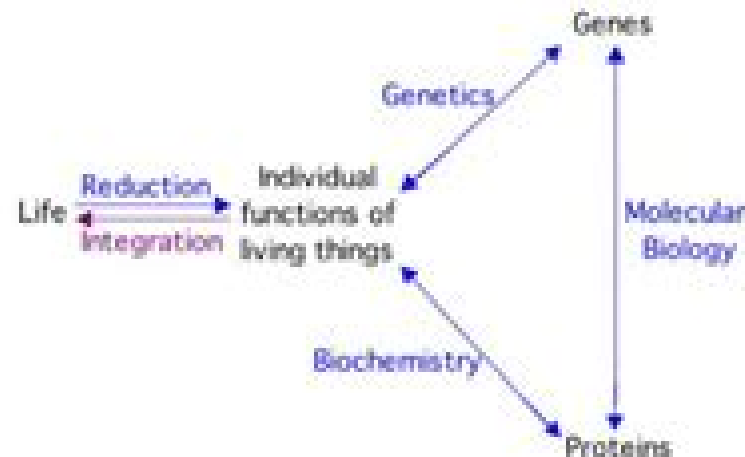 Genes
Genetics
Reduction
Individual
Life
functions of
Molecular
Integration
living things
Biology
Biochemistry
Proteins